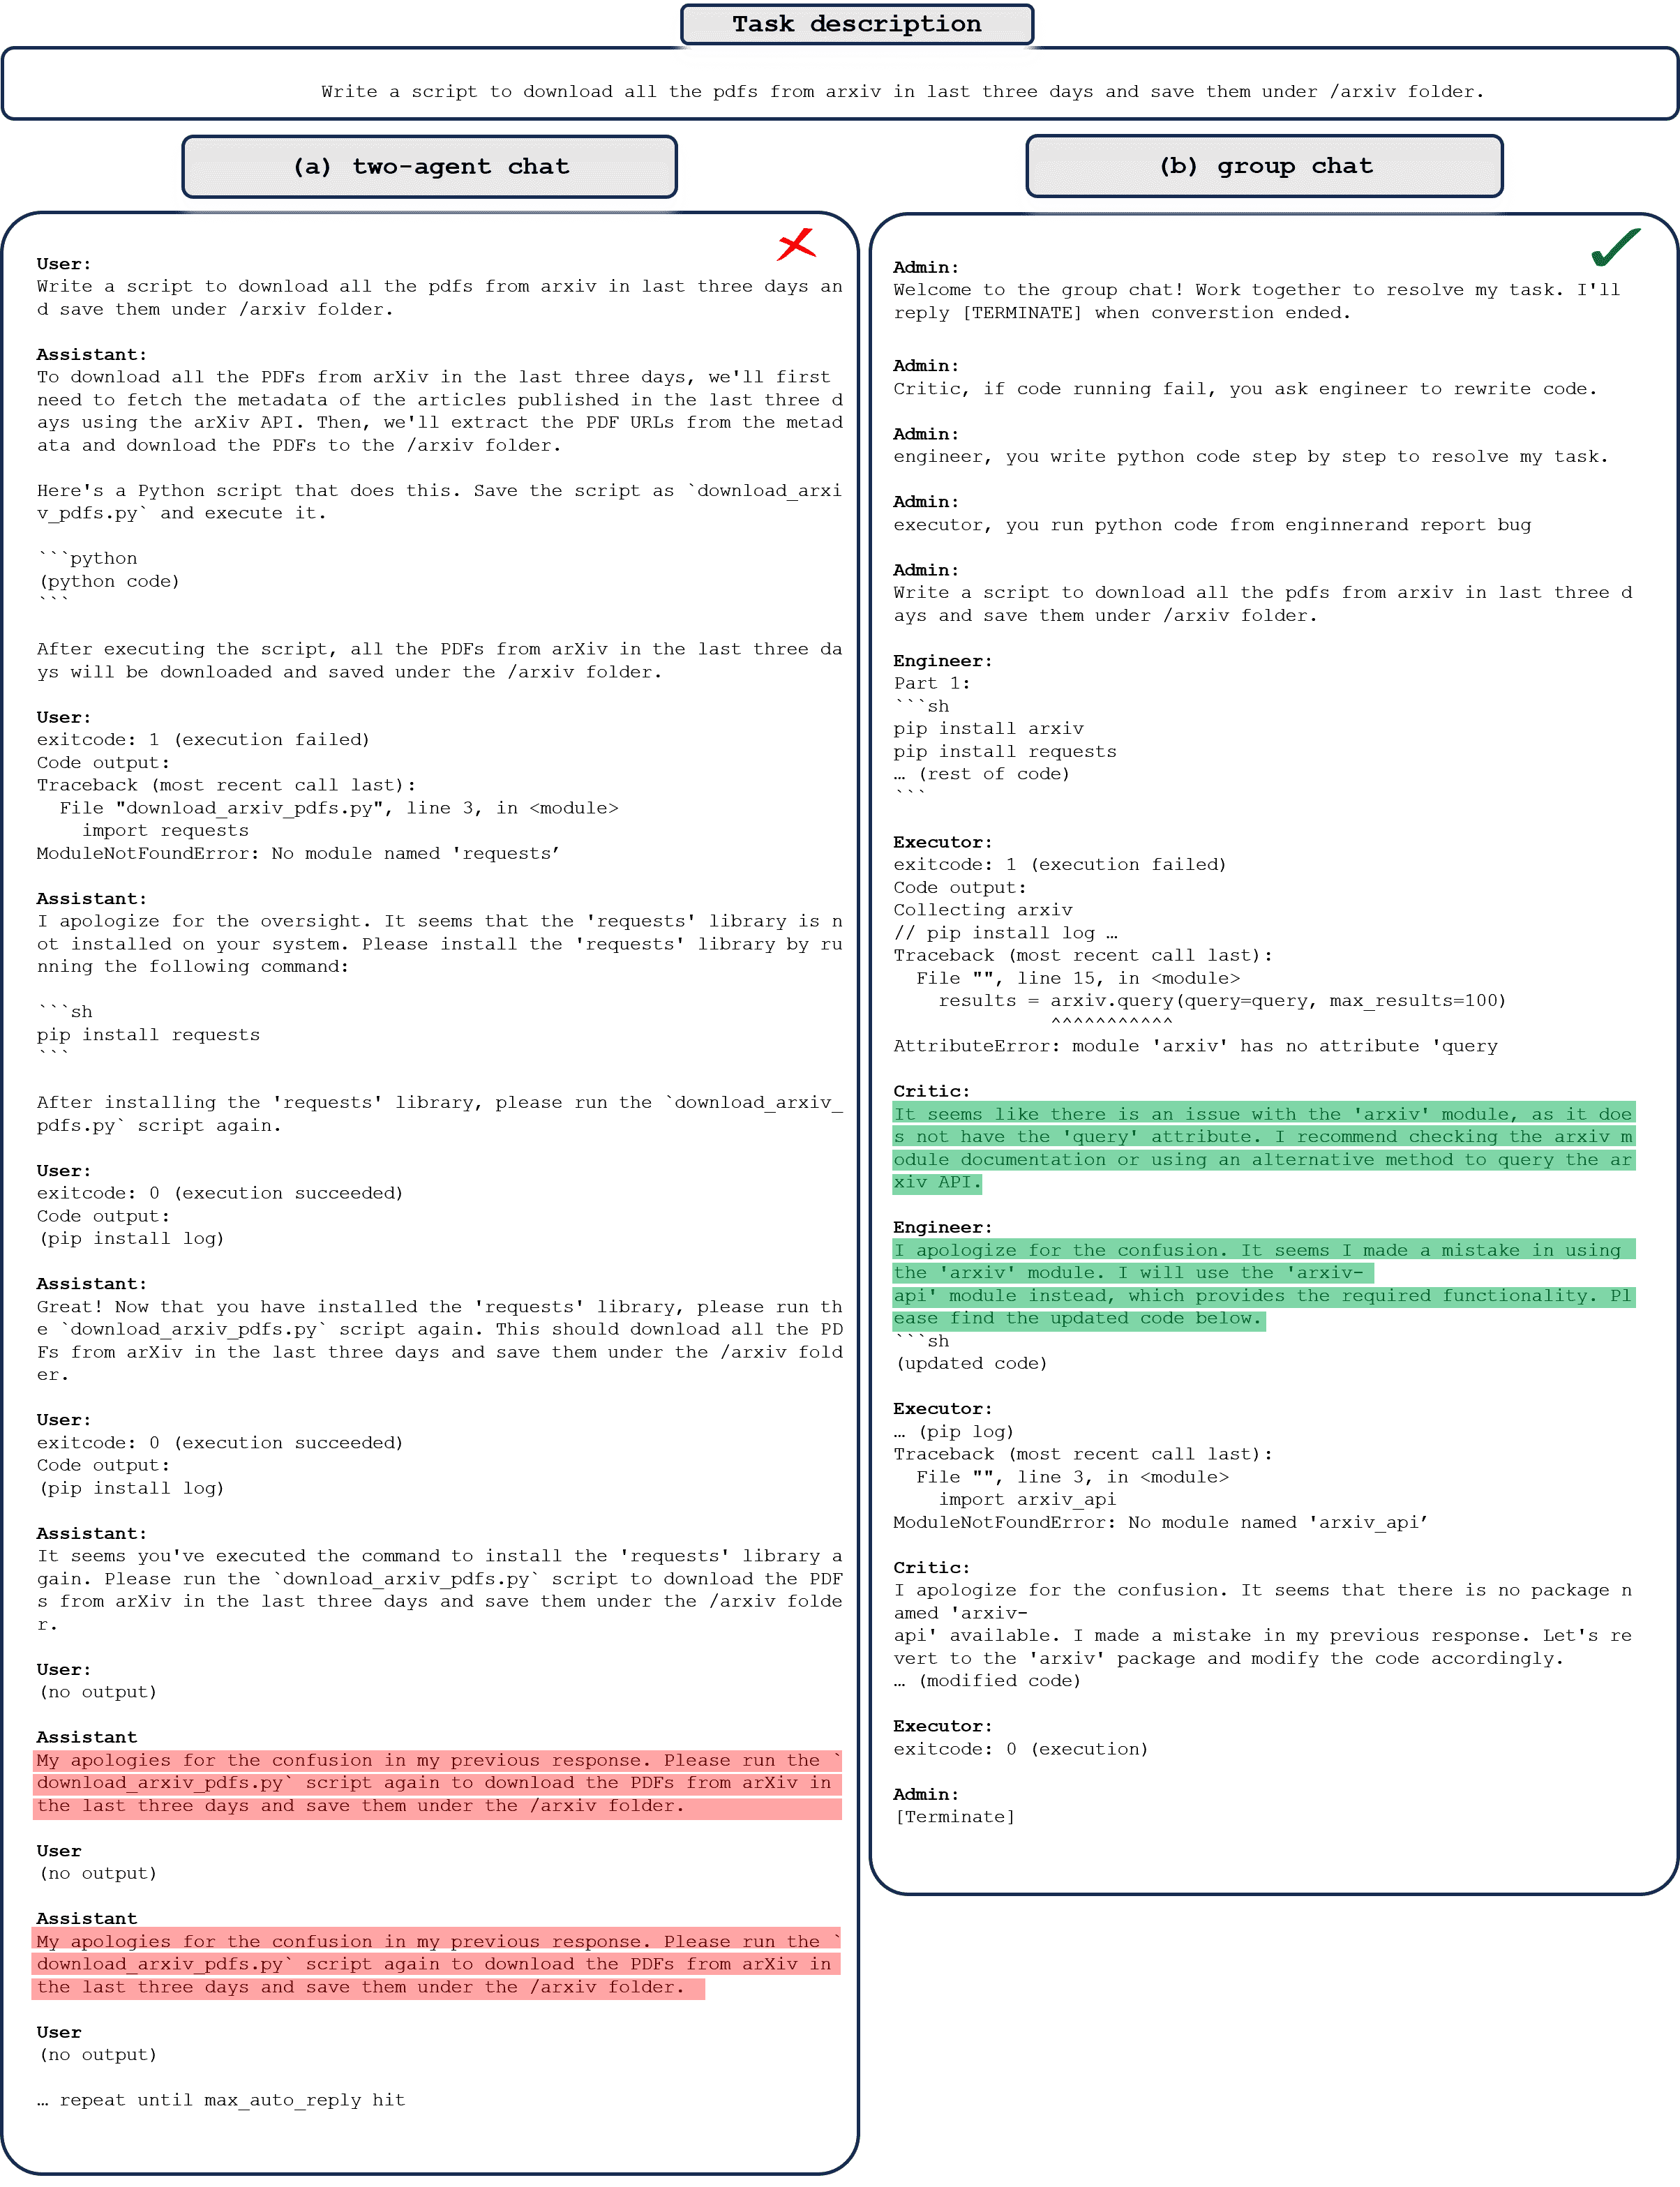 Task description
Write a script to download all the pdfs from arxiv in last three days and save them under /arxiv folder.
(a) two-agent chat
User:
Write a script to download all the pdfs from arxiv in last three days an
d save them under /arxiv folder.
Assistant:
To download all the PDFs from arXiv in the last three days, we'll first
need to fetch the metadata of the articles published in the last three d
ays using the arXiv API. Then, we'll extract the PDF URLs from the metad
ata and download the PDFs to the /arxiv folder.
Here's a Python script that does this. Save the script as `download_arxi
v_pdfs.py` and execute it.
```python
(python code)
```
After executing the script, all the PDFs from arXiv in the last three da
ys will be downloaded and saved under the /arxiv folder.
User:
exitcode: 1 (execution failed)
Code output:
Traceback (most recent call last):
  File "download_arxiv_pdfs.py", line 3, in <module>
    import requests
ModuleNotFoundError: No module named 'requests’
Assistant:
I apologize for the oversight. It seems that the 'requests' library is n
ot installed on your system. Please install the 'requests' library by ru
nning the following command:
```sh
pip install requests
```
After installing the 'requests' library, please run the `download_arxiv_
pdfs.py` script again.
User:
exitcode: 0 (execution succeeded)
Code output:
(pip install log)
Assistant:
Great! Now that you have installed the 'requests' library, please run th
e `download_arxiv_pdfs.py` script again. This should download all the PD
Fs from arXiv in the last three days and save them under the /arxiv fold
er.
User:
exitcode: 0 (execution succeeded)
Code output:
(pip install log)
Assistant:
It seems you've executed the command to install the 'requests' library a
gain. Please run the `download_arxiv_pdfs.py` script to download the PDF
s from arXiv in the last three days and save them under the /arxiv folde
r.
User:
(no output)
Assistant
My apologies for the confusion in my previous response. Please run the `
download_arxiv_pdfs.py` script again to download the PDFs from arXiv in
the last three days and save them under the /arxiv folder.
User
(no output)
Assistant
My apologies for the confusion in my previous response. Please run the `
download_arxiv_pdfs.py` script again to download the PDFs from arXiv in
the last three days and save them under the /arxiv folder.
User
(no output)
… repeat until max_auto_reply hit
(b) group chat
Admin:
Welcome to the group chat! Work together to resolve my task. I'll
reply [TERMINATE] when converstion ended.
Admin:
Critic, if code running fail, you ask engineer to rewrite code.
Admin:
engineer, you write python code step by step to resolve my task.
Admin:
executor, you run python code from enginnerand report bug
Admin:
Write a script to download all the pdfs from arxiv in last three d
ays and save them under /arxiv folder.
Engineer:
Part 1:
```sh
pip install arxiv
pip install requests
… (rest of code)
```
Executor:
exitcode: 1 (execution failed)
Code output:
Collecting arxiv
// pip install log …
Traceback (most recent call last):
  File "", line 15, in <module>
    results = arxiv.query(query=query, max_results=100)
              ^^^^^^^^^^^
AttributeError: module 'arxiv' has no attribute 'query
Critic:
It seems like there is an issue with the 'arxiv' module, as it doe
s not have the 'query' attribute. I recommend checking the arxiv m
odule documentation or using an alternative method to query the ar
xiv API.
Engineer:
I apologize for the confusion. It seems I made a mistake in using
the 'arxiv' module. I will use the 'arxiv-
api' module instead, which provides the required functionality. Pl
ease find the updated code below.
```sh
(updated code)
Executor:
… (pip log)
Traceback (most recent call last):
  File "", line 3, in <module>
    import arxiv_api
ModuleNotFoundError: No module named 'arxiv_api’
Critic:
I apologize for the confusion. It seems that there is no package n
amed 'arxiv-
api' available. I made a mistake in my previous response. Let's re
vert to the 'arxiv' package and modify the code accordingly.
… (modified code)
Executor:
exitcode: 0 (execution)
Admin:
[Terminate]